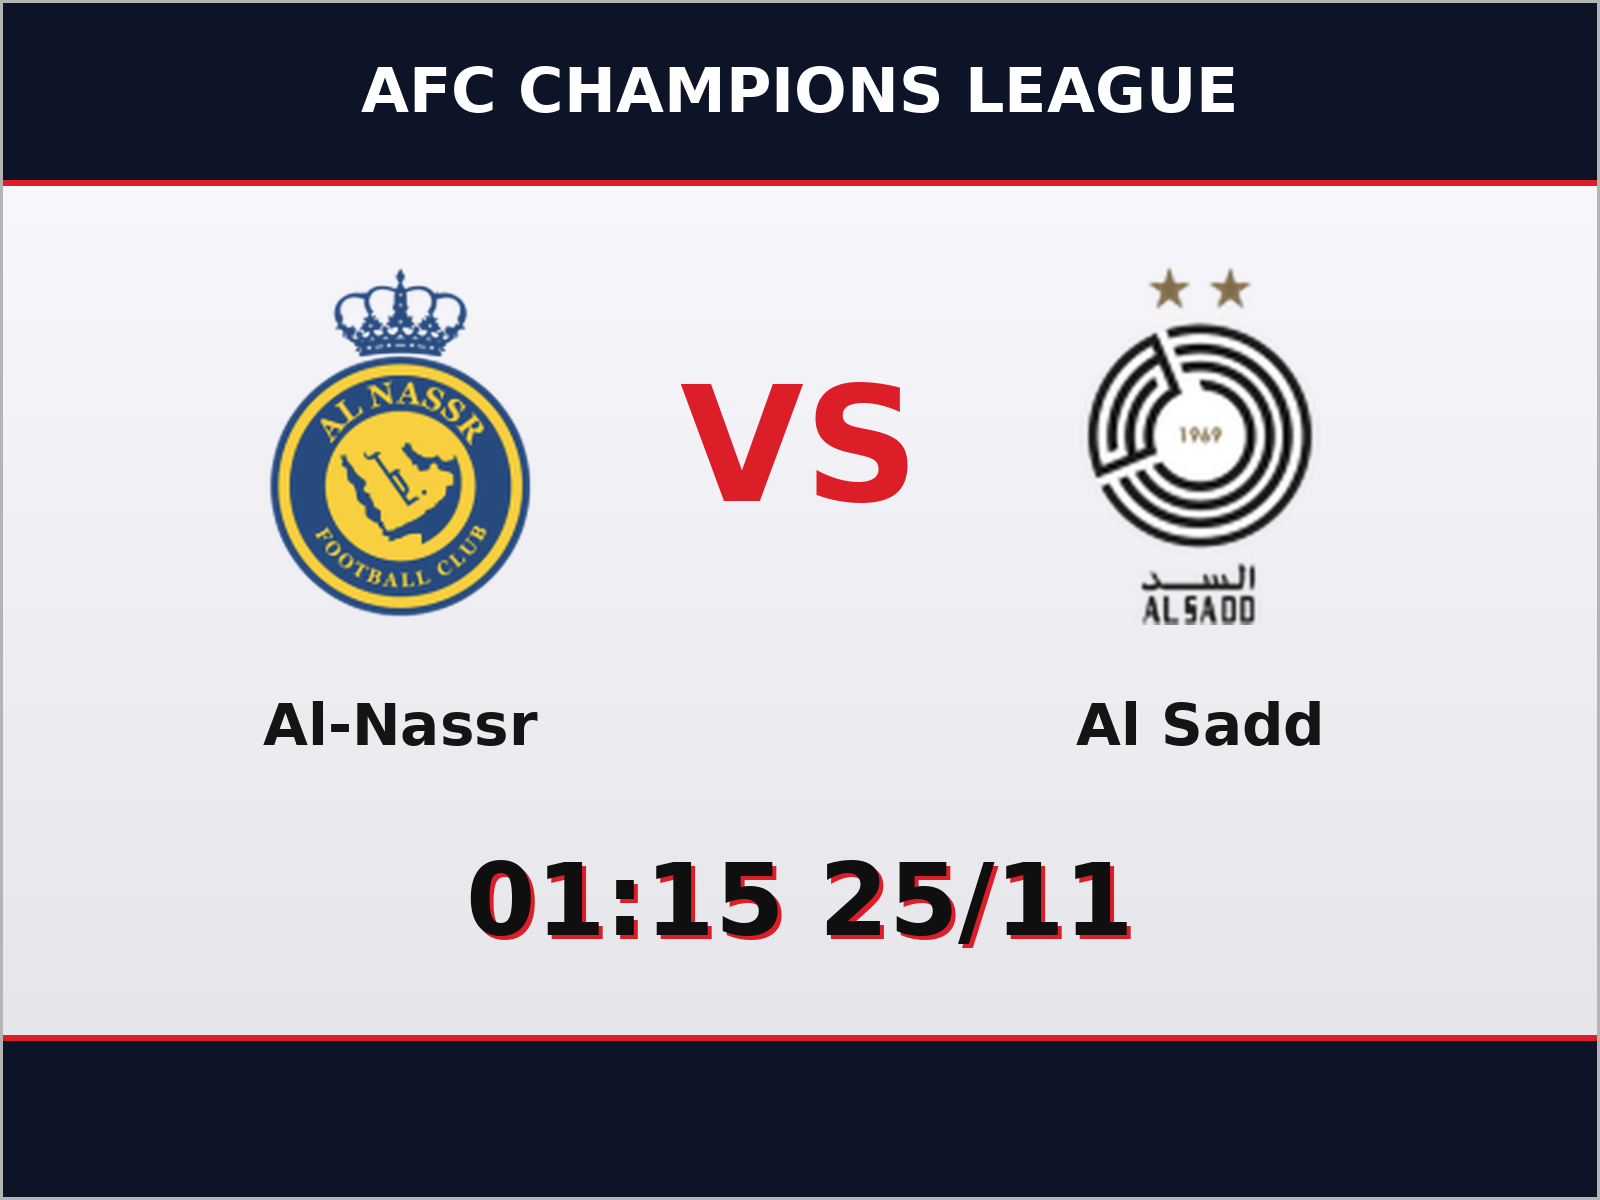 AFC CHAMPIONS LEAGUE
AL NASSR
FOOTBALL CLUB
VS
1969
السد
AL SADD
Al-Nassr
Al Sadd
01:15 25/11